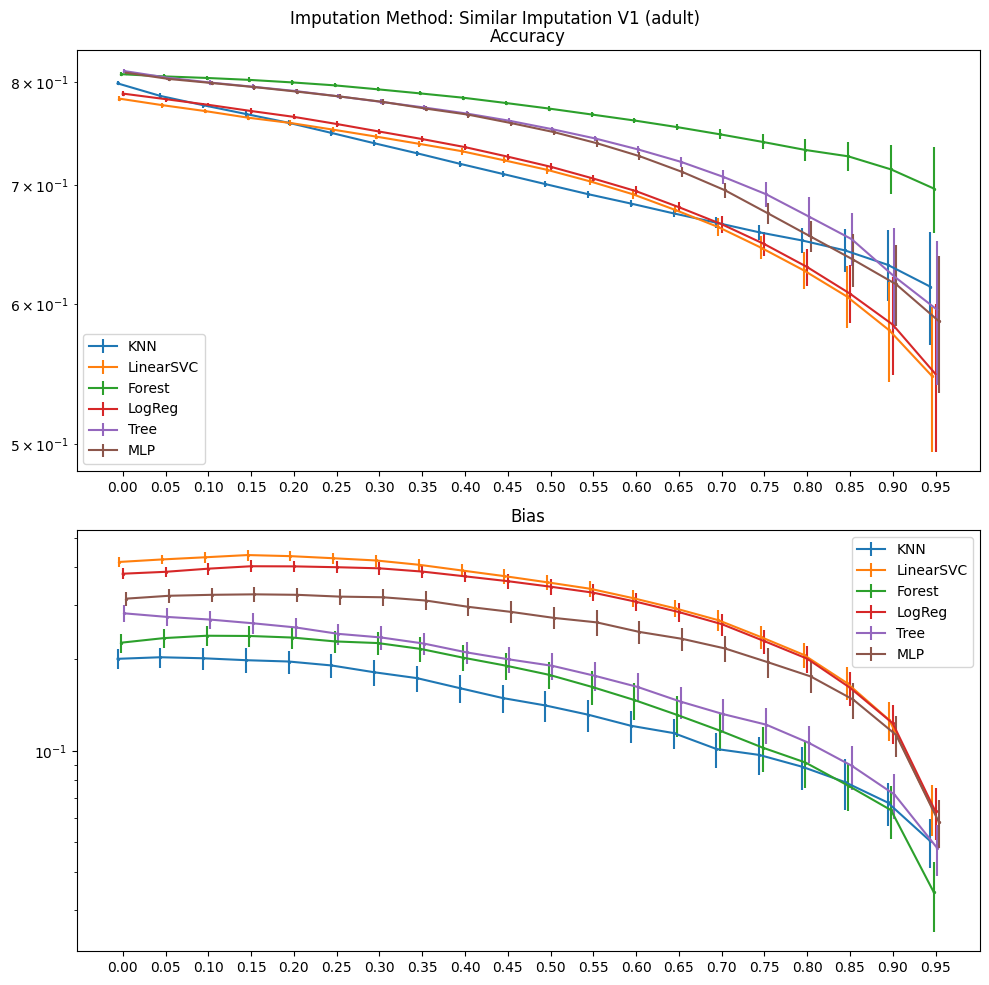 Imputation Method: Similar Imputation V1 (adult)
Accuracy
8 × 10⁻¹
7 × 10⁻¹
6 × 10⁻¹
5 × 10⁻¹
KNN
LinearSVC
Forest
LogReg
Tree
MLP
0.00 0.05 0.10 0.15 0.20 0.25 0.30 0.35 0.40 0.45 0.50 0.55 0.60 0.65 0.70 0.75 0.80 0.85 0.90 0.95
Bias
KNN
LinearSVC
Forest
LogReg
Tree
MLP
10⁻¹
0.00 0.05 0.10 0.15 0.20 0.25 0.30 0.35 0.40 0.45 0.50 0.55 0.60 0.65 0.70 0.75 0.80 0.85 0.90 0.95